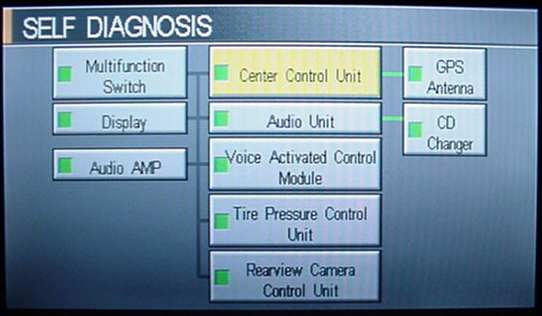 SELF DIAGNOSIS
Multifunction
Switch
Center Control Unit
GPS
Antenna
Display
Audio Unit
CD
Changer
Audio AMP
Voice Activated Control
Module
Tire Pressure Control
Unit
Rearview Camera
Control Unit